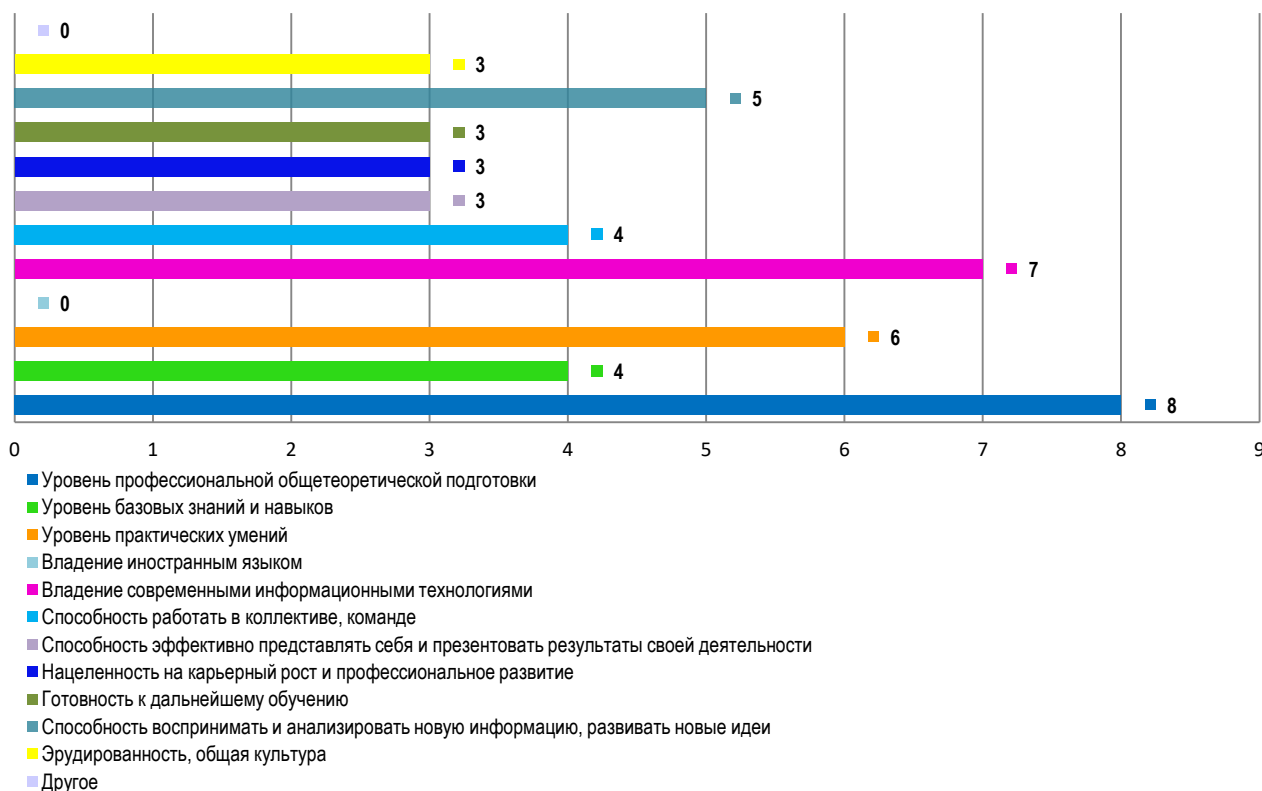 0
3
5
3
3
3
4
7
0
6
4
8
0 1 2 3 4 5 6 7 8 9
Уровень профессиональной общетеоретической подготовки
Уровень базовых знаний и навыков
Уровень практических умений
Владение иностранным языком
Владение современными информационными технологиями
Способность работать в коллективе, команде
Способность эффективно представлять себя и презентовать результаты своей деятельности
Нацеленность на карьерный рост и профессиональное развитие
Готовность к дальнейшему обучению
Способность воспринимать и анализировать новую информацию, развивать новые идеи
Эрудированность, общая культура
Другое